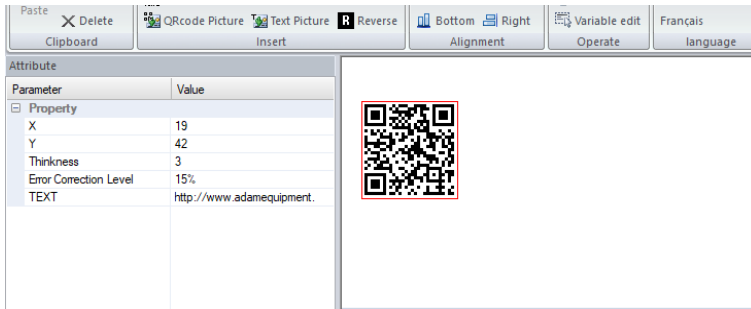 Paste
Delete
QRcode Picture Text Picture R Reverse
Bottom Right
Variable edit
Français
Clipboard
Insert
Alignment
Operate
language
Attribute
Parameter Value
Property
X 19
Y 42
Thinkness 3
Error Correction Level 15%
TEXT http://www.adamequipment.